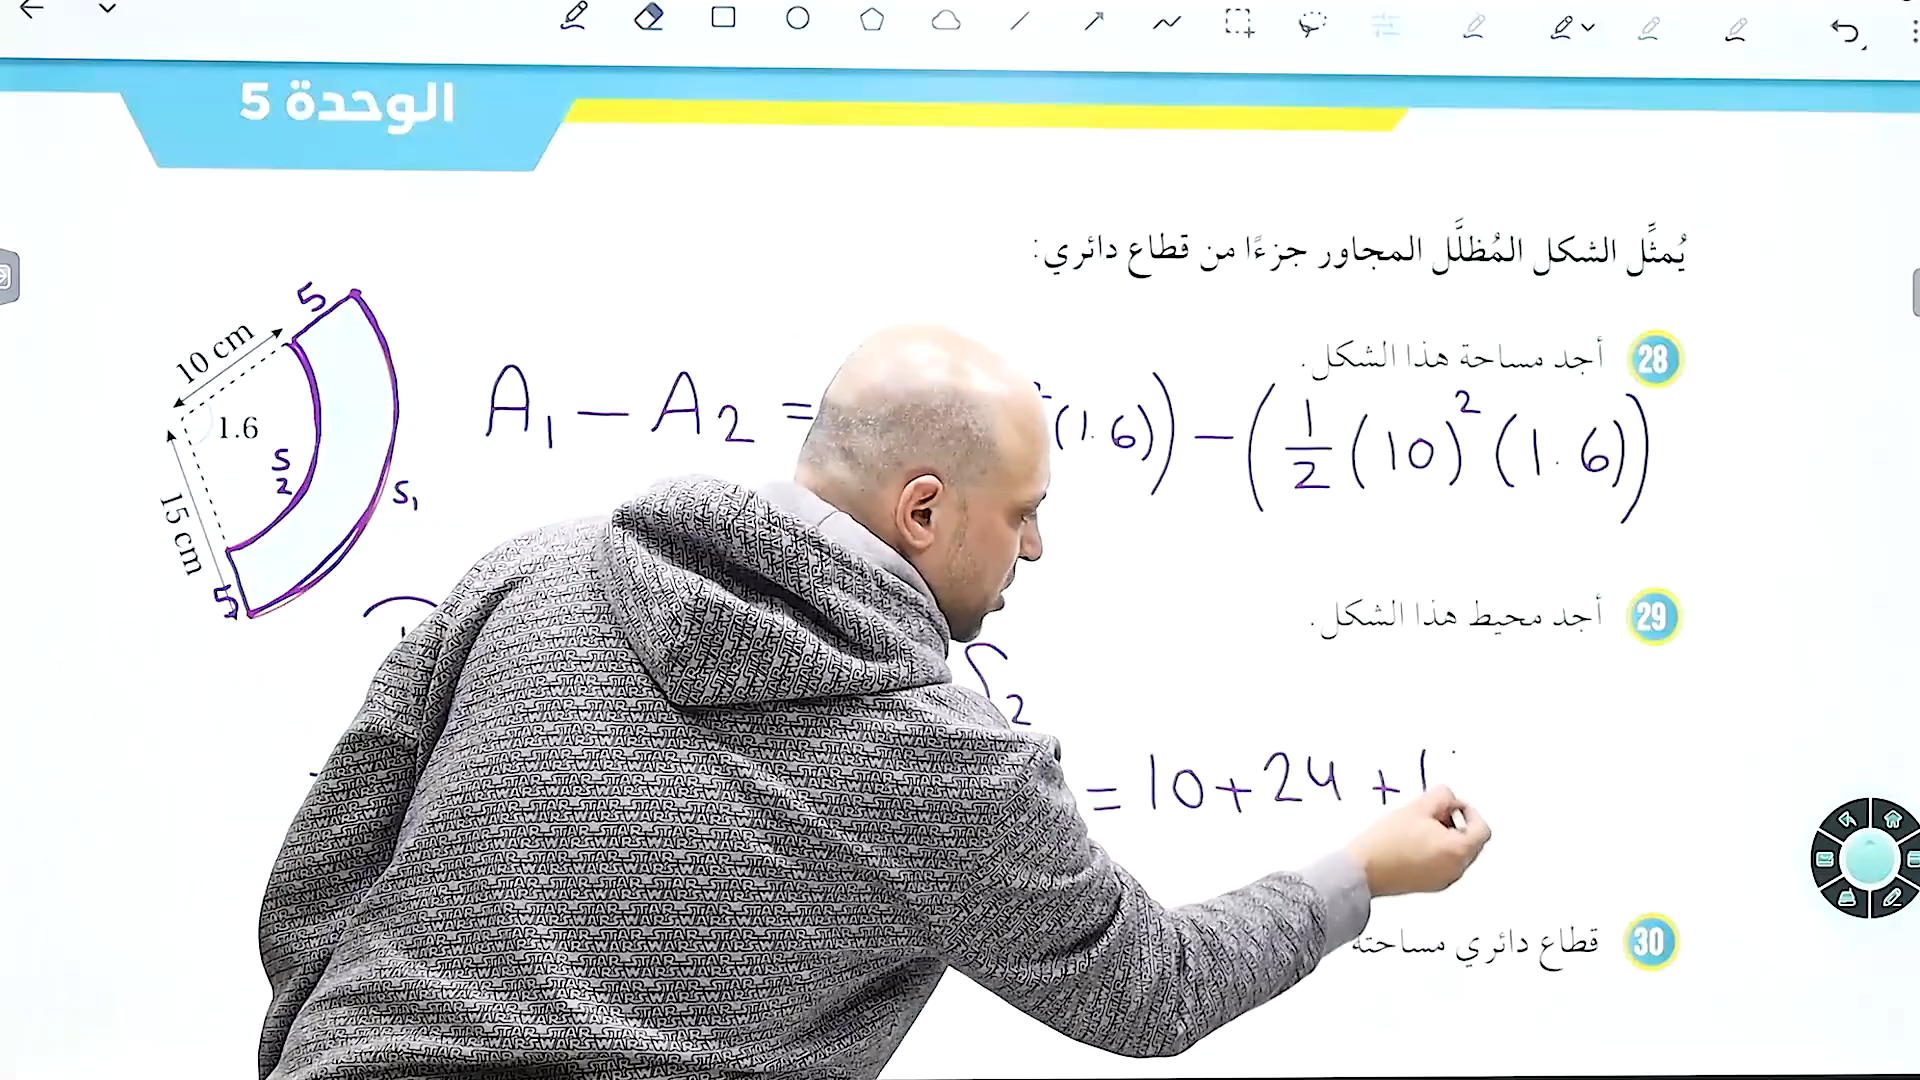 الوحدة 5
يُمثِّل الشكل المُظلَّل المجاور جزءًا من قطاع دائري:
28 أجد مساحة هذا الشكل.
5
10 cm
1.6
15 cm
5
S2
S1
A1 − A2 =
(1.6)) − (1/2 (10)² (1.6))
29 أجد محيط هذا الشكل.
2
= 10 + 24 + 1
30 قطاع دائري مساحته